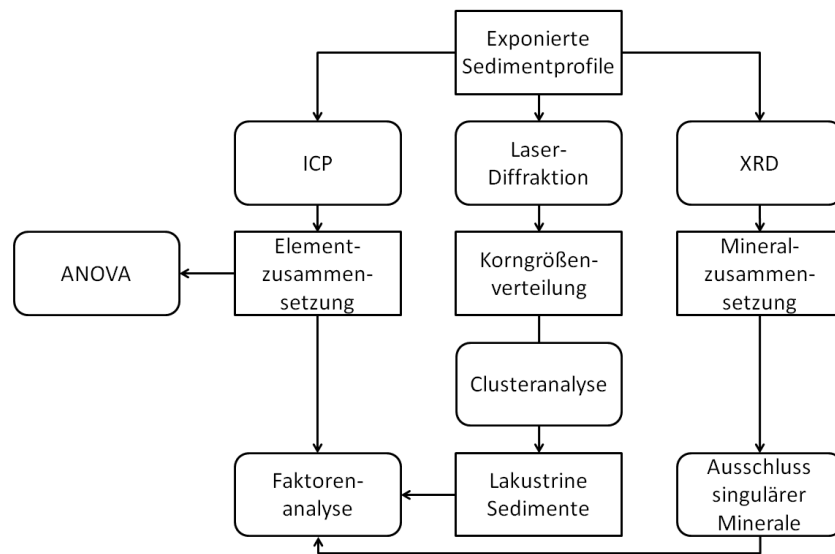 Exponierte
Sedimentprofile
ICP
Laser-
Diffraktion
XRD
ANOVA
Element-
zusammen-
setzung
Korngrößen-
verteilung
Mineral-
zusammen-
setzung
Clusteranalyse
Faktoren-
analyse
Lakustrine
Sedimente
Ausschluss
singulärer
Minerale